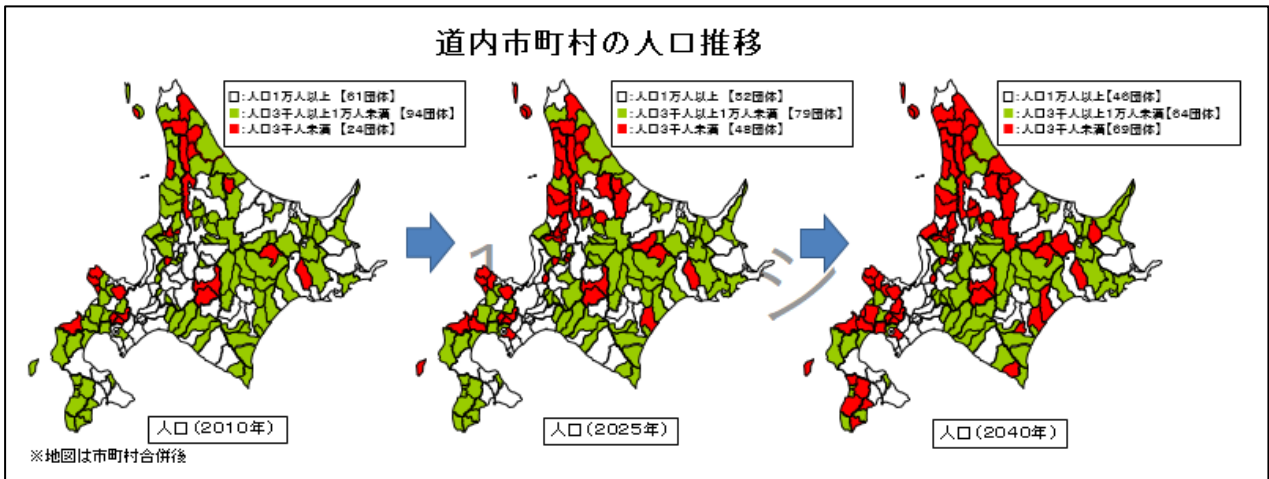 道内市町村の人口推移
□:人口1万人以上 【61団体】
■:人口3千人以上1万人未満 【94団体】
■:人口3千人未満 【24団体】
□:人口1万人以上 【52団体】
■:人口3千人以上1万人未満 【79団体】
■:人口3千人未満 【48団体】
□:人口1万人以上【46団体】
■:人口3千人以上1万人未満【64団体】
■:人口3千人未満【69団体】
人口(2010年)
人口(2025年)
人口(2040年)
※地図は市町村合併後